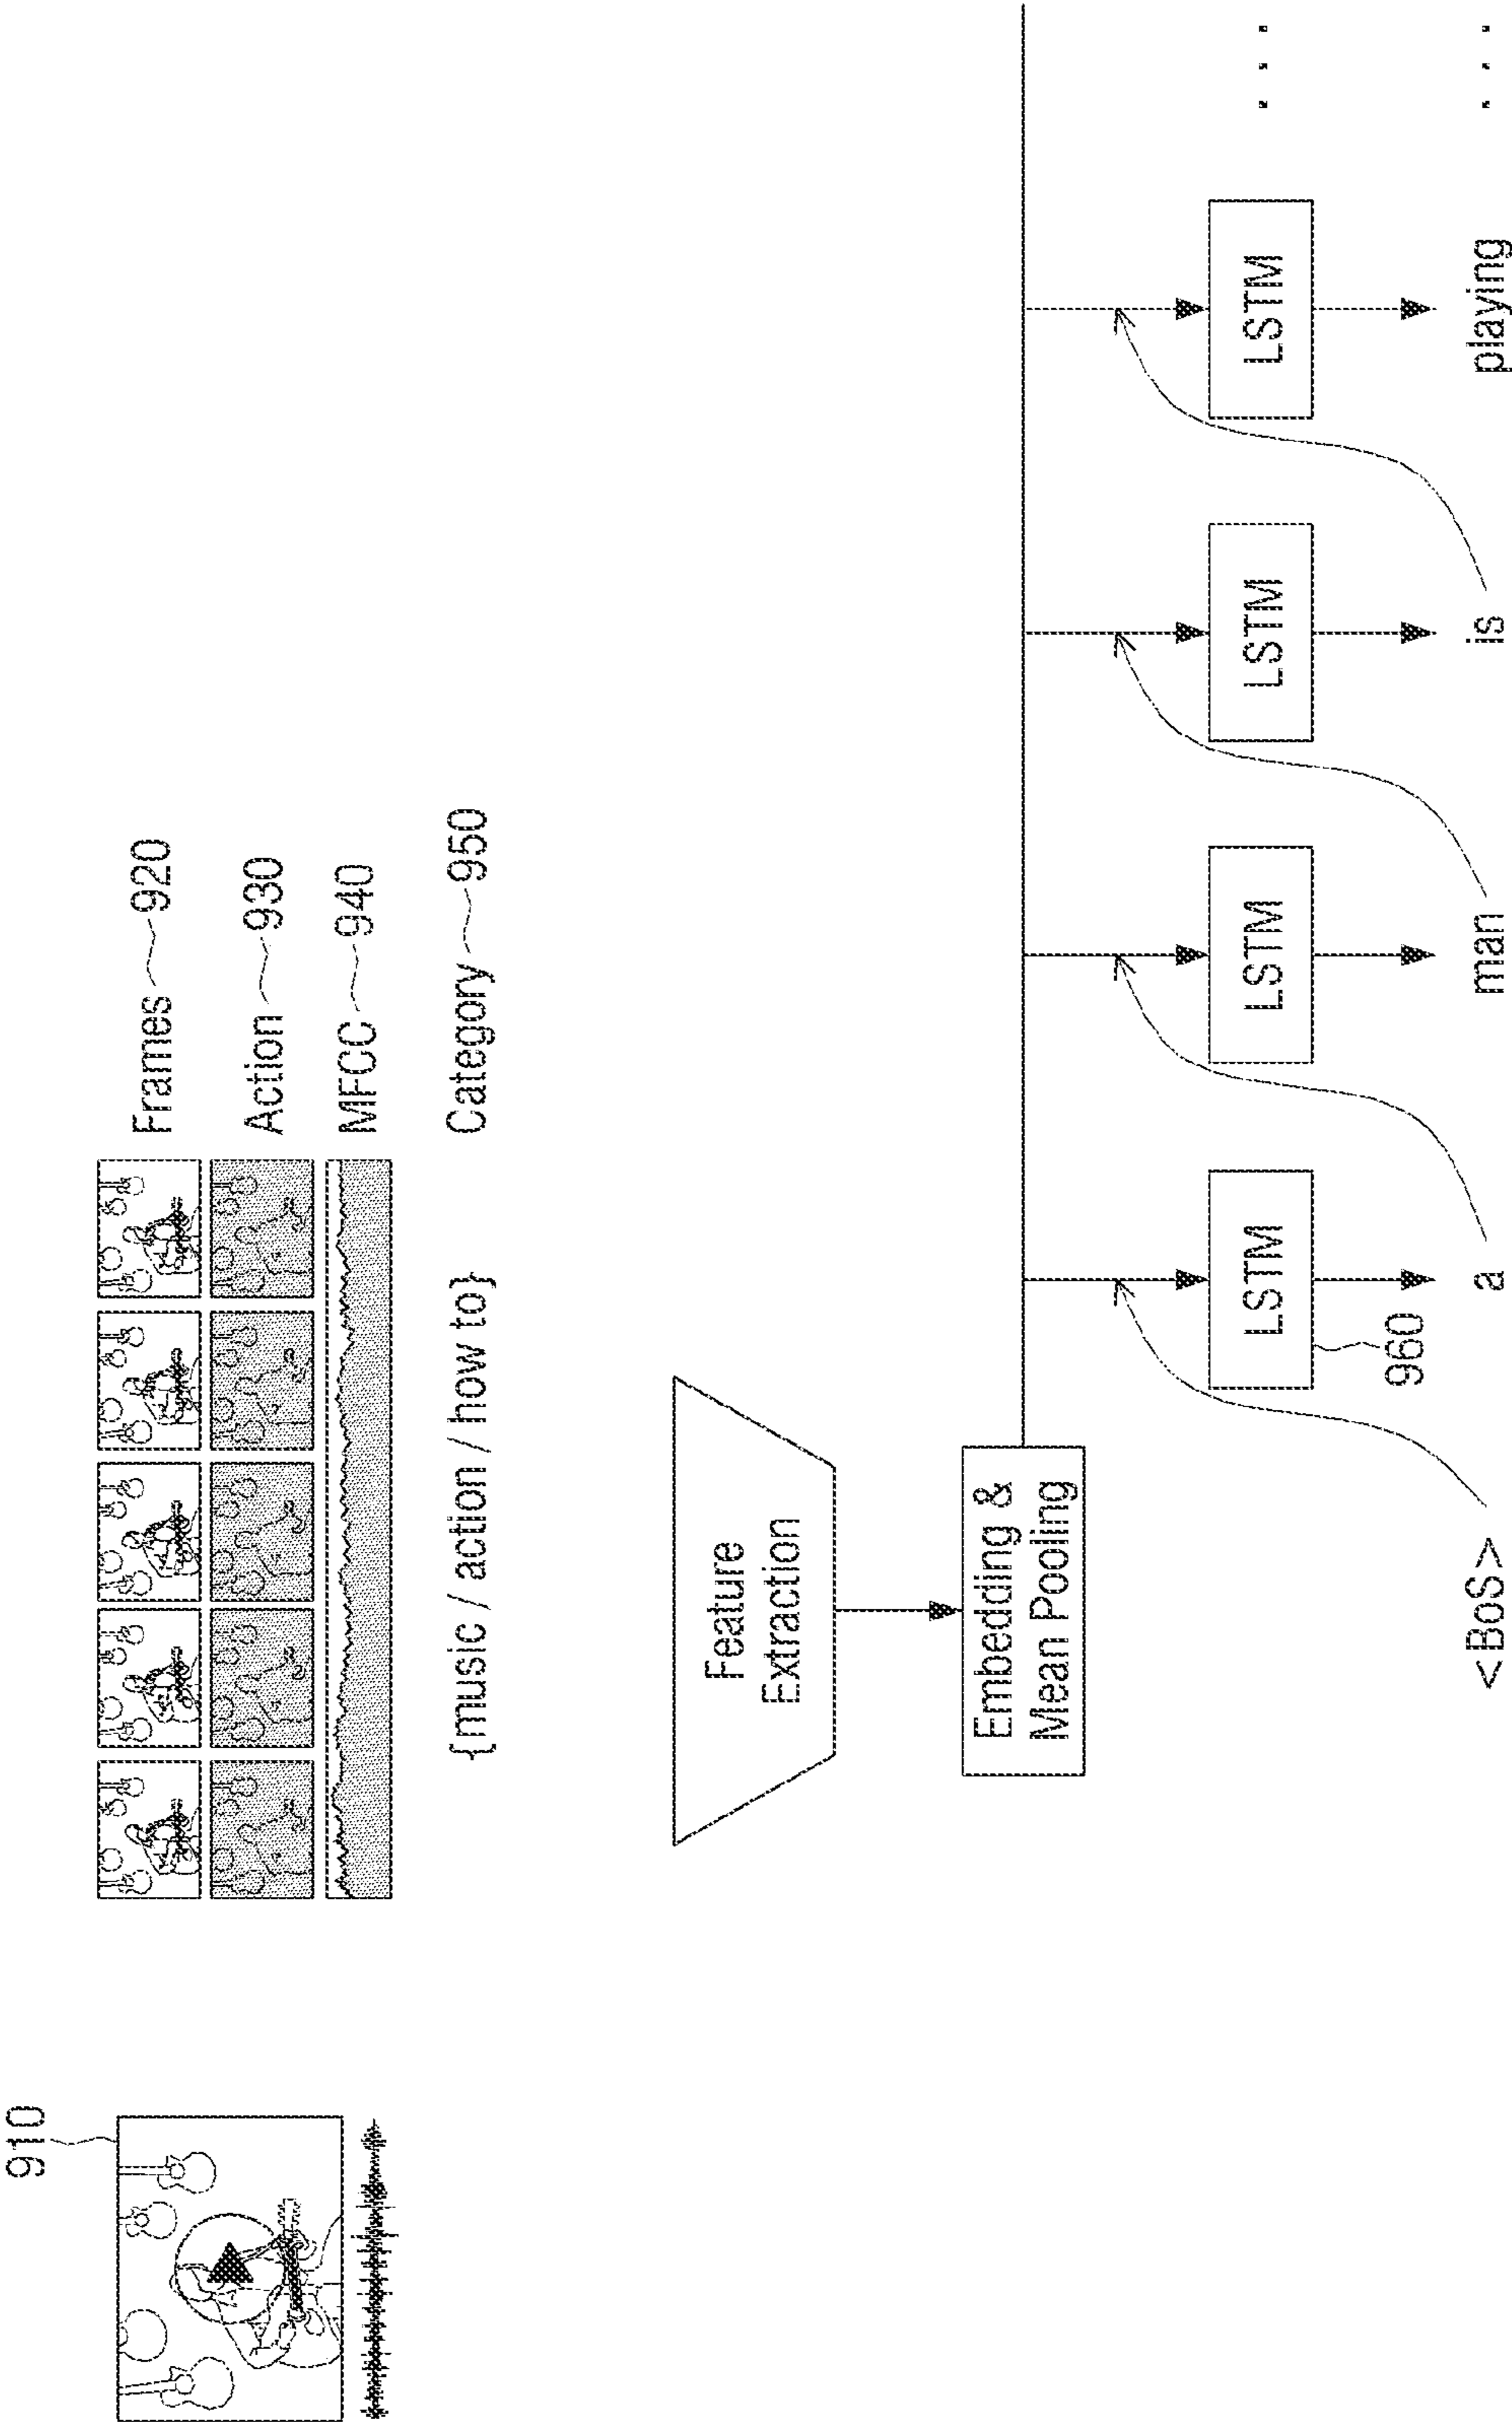 910
Frames 920
Action 930
MFCC 940
{music / action / how to} Category 950
Feature
Extraction
Embedding &
Mean Pooling
LSTM LSTM LSTM LSTM ...
960
<BoS> a man is playing ...